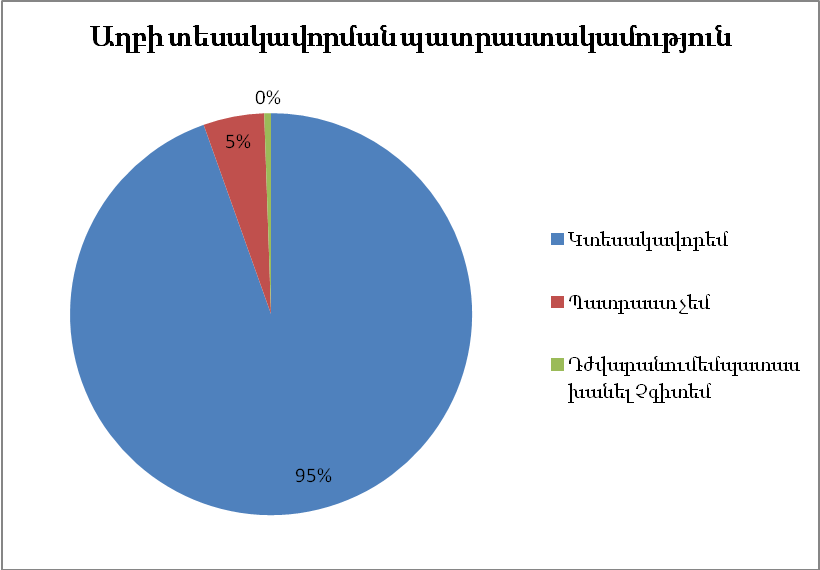 Աղբի տեսակավորման պատրաստակամություն
0%
5%
95%
Կտեսակավորեմ
Պատրաստ չեմ
Դժվարանում եմ պատաս
խանել Չգիտեմ